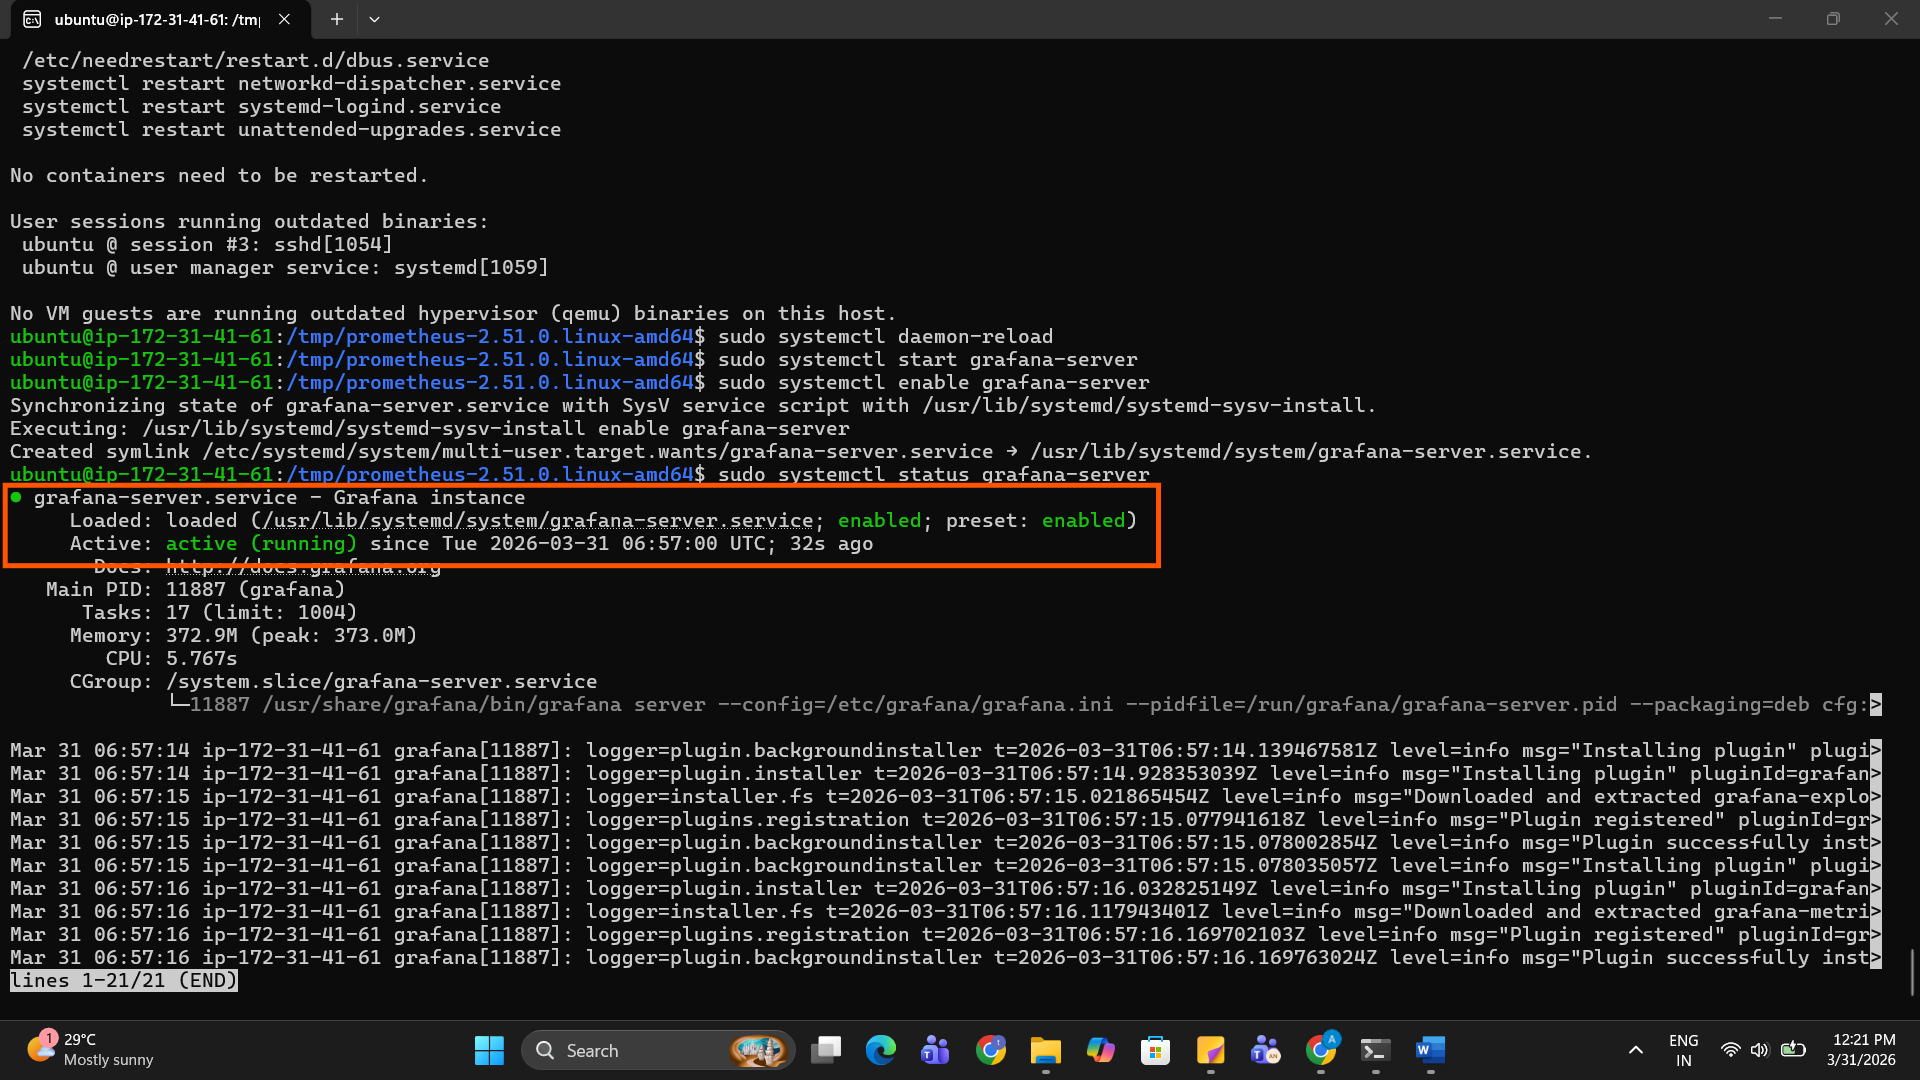 ubuntu@ip-172-31-41-61: /tmp
/etc/needrestart/restart.d/dbus.service
systemctl restart networkd-dispatcher.service
systemctl restart systemd-logind.service
systemctl restart unattended-upgrades.service
No containers need to be restarted.
User sessions running outdated binaries:
ubuntu @ session #3: sshd[1054]
ubuntu @ user manager service: systemd[1059]
No VM guests are running outdated hypervisor (qemu) binaries on this host.
ubuntu@ip-172-31-41-61:/tmp/prometheus-2.51.0.linux-amd64$ sudo systemctl daemon-reload
ubuntu@ip-172-31-41-61:/tmp/prometheus-2.51.0.linux-amd64$ sudo systemctl start grafana-server
ubuntu@ip-172-31-41-61:/tmp/prometheus-2.51.0.linux-amd64$ sudo systemctl enable grafana-server
Synchronizing state of grafana-server.service with SysV service script with /usr/lib/systemd/systemd-sysv-install.
Executing: /usr/lib/systemd/systemd-sysv-install enable grafana-server
Created symlink /etc/systemd/system/multi-user.target.wants/grafana-server.service → /usr/lib/systemd/system/grafana-server.service.
ubuntu@ip-172-31-41-61:/tmp/prometheus-2.51.0.linux-amd64$ sudo systemctl status grafana-server
● grafana-server.service - Grafana instance
Loaded: loaded (/usr/lib/systemd/system/grafana-server.service; enabled; preset: enabled)
Active: active (running) since Tue 2026-03-31 06:57:00 UTC; 32s ago
Docs: http://docs.grafana.org
Main PID: 11887 (grafana)
Tasks: 17 (limit: 1004)
Memory: 372.9M (peak: 373.0M)
CPU: 5.767s
CGroup: /system.slice/grafana-server.service
└─11887 /usr/share/grafana/bin/grafana server --config=/etc/grafana/grafana.ini --pidfile=/run/grafana/grafana-server.pid --packaging=deb cfg:>
Mar 31 06:57:14 ip-172-31-41-61 grafana[11887]: logger=plugin.backgroundinstaller t=2026-03-31T06:57:14.139467581Z level=info msg="Installing plugin" plugi>
Mar 31 06:57:14 ip-172-31-41-61 grafana[11887]: logger=plugin.installer t=2026-03-31T06:57:14.928353039Z level=info msg="Installing plugin" pluginId=grafan>
Mar 31 06:57:15 ip-172-31-41-61 grafana[11887]: logger=installer.fs t=2026-03-31T06:57:15.021865454Z level=info msg="Downloaded and extracted grafana-explo>
Mar 31 06:57:15 ip-172-31-41-61 grafana[11887]: logger=plugins.registration t=2026-03-31T06:57:15.077941618Z level=info msg="Plugin registered" pluginId=gr>
Mar 31 06:57:15 ip-172-31-41-61 grafana[11887]: logger=plugin.backgroundinstaller t=2026-03-31T06:57:15.078002854Z level=info msg="Plugin successfully inst>
Mar 31 06:57:15 ip-172-31-41-61 grafana[11887]: logger=plugin.backgroundinstaller t=2026-03-31T06:57:15.078035057Z level=info msg="Installing plugin" plugi>
Mar 31 06:57:16 ip-172-31-41-61 grafana[11887]: logger=plugin.installer t=2026-03-31T06:57:16.032825149Z level=info msg="Installing plugin" pluginId=grafan>
Mar 31 06:57:16 ip-172-31-41-61 grafana[11887]: logger=installer.fs t=2026-03-31T06:57:16.117943401Z level=info msg="Downloaded and extracted grafana-metri>
Mar 31 06:57:16 ip-172-31-41-61 grafana[11887]: logger=plugins.registration t=2026-03-31T06:57:16.169702103Z level=info msg="Plugin registered" pluginId=gr>
Mar 31 06:57:16 ip-172-31-41-61 grafana[11887]: logger=plugin.backgroundinstaller t=2026-03-31T06:57:16.169763024Z level=info msg="Plugin successfully inst>
lines 1-21/21 (END)
1
29°C
Mostly sunny
Search
ENG
IN
12:21 PM
3/31/2026